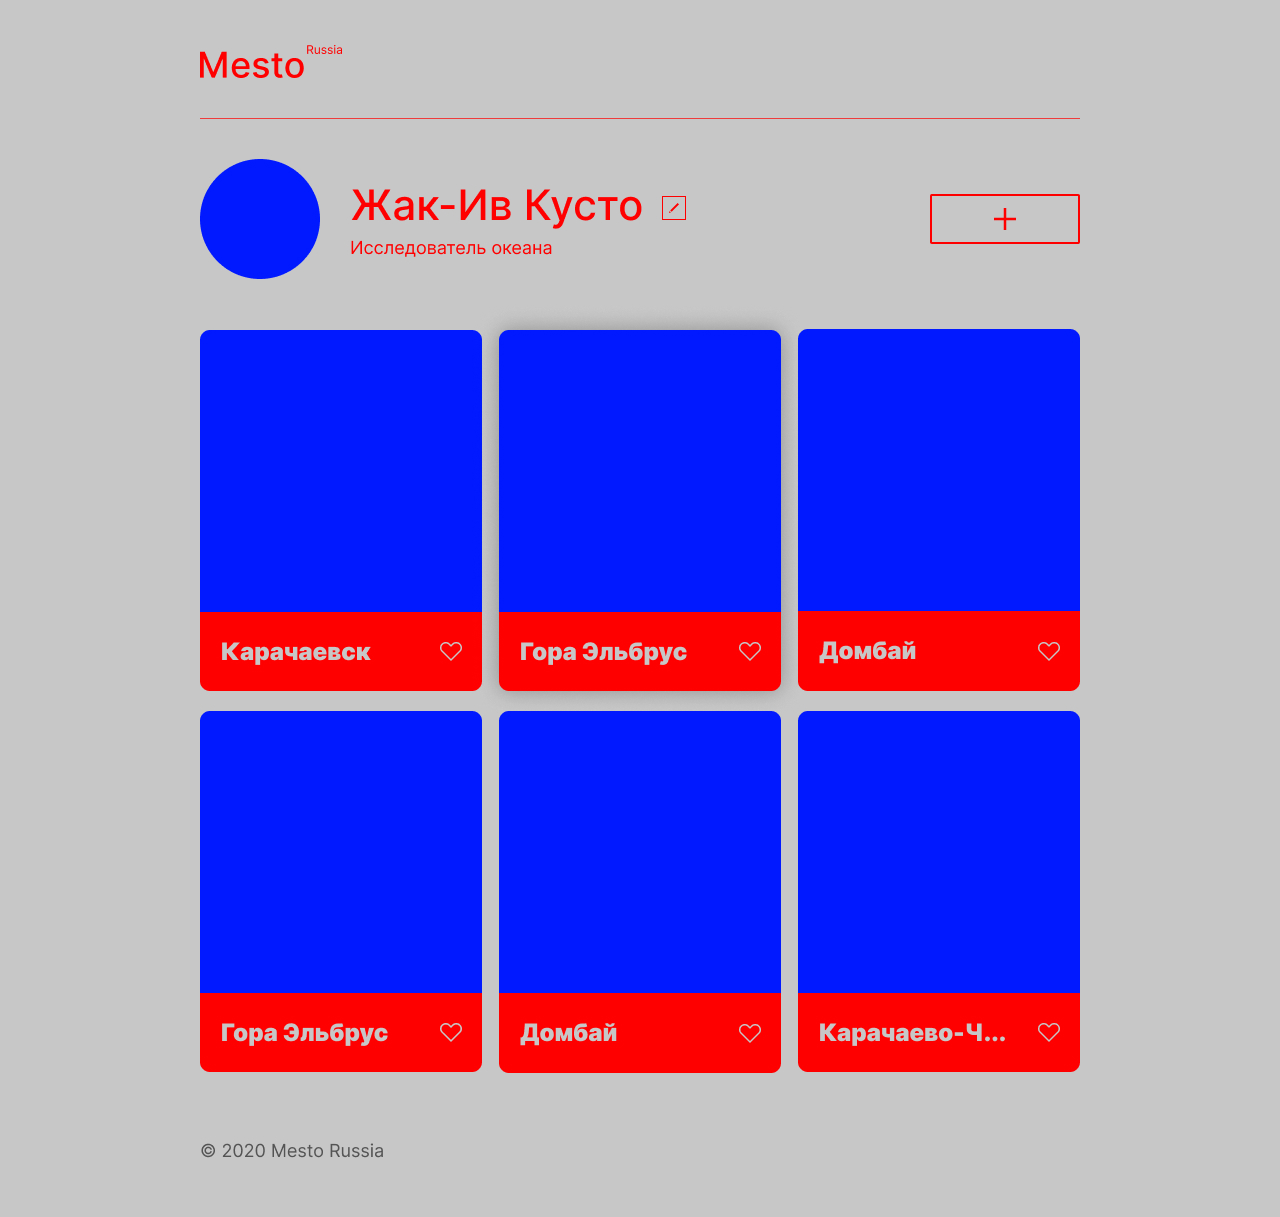 Mesto Russia
Жак-Ив Кусто
Исследователь океана
Карачаевск
Гора Эльбрус
Домбай
Гора Эльбрус
Домбай
Карачаево-Ч...
© 2020 Mesto Russia